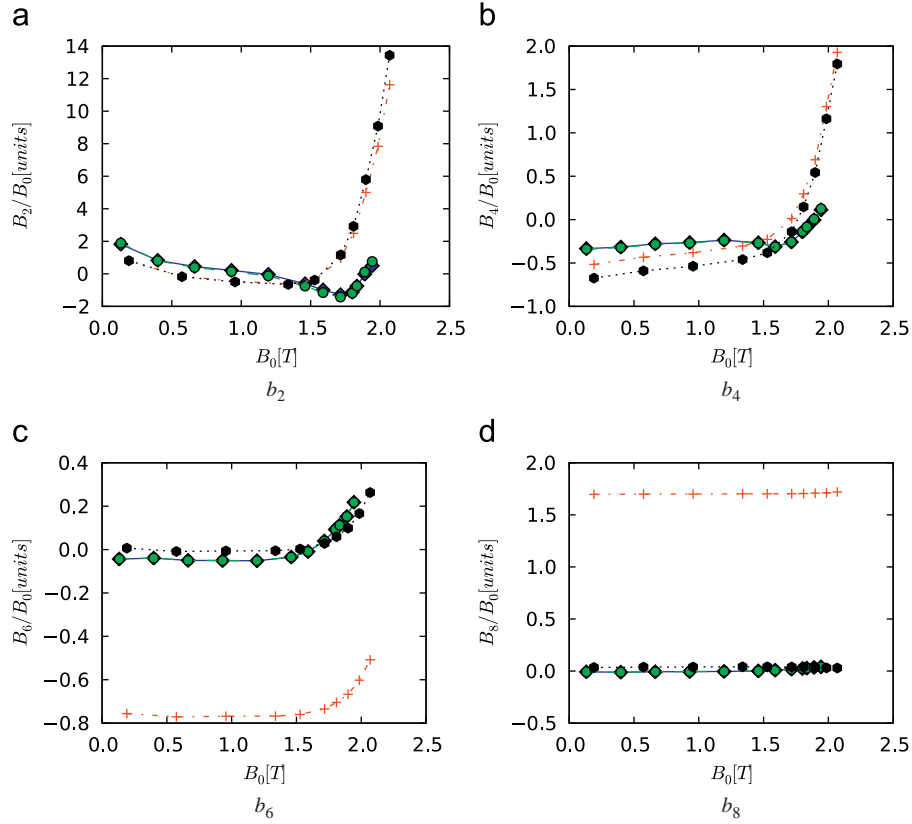 a
14
12
10
8
6
4
2
0
−2
B2/B0[units]
0.0 0.5 1.0 1.5 2.0 2.5
B0[T]
b2
b
2.0
1.5
1.0
0.5
0.0
−0.5
−1.0
B4/B0[units]
0.0 0.5 1.0 1.5 2.0 2.5
B0[T]
b4
c
0.4
0.2
0.0
−0.2
−0.4
−0.6
−0.8
B6/B0[units]
0.0 0.5 1.0 1.5 2.0 2.5
B0[T]
b6
d
2.0
1.5
1.0
0.5
0.0
−0.5
B8/B0[units]
0.0 0.5 1.0 1.5 2.0 2.5
B0[T]
b8